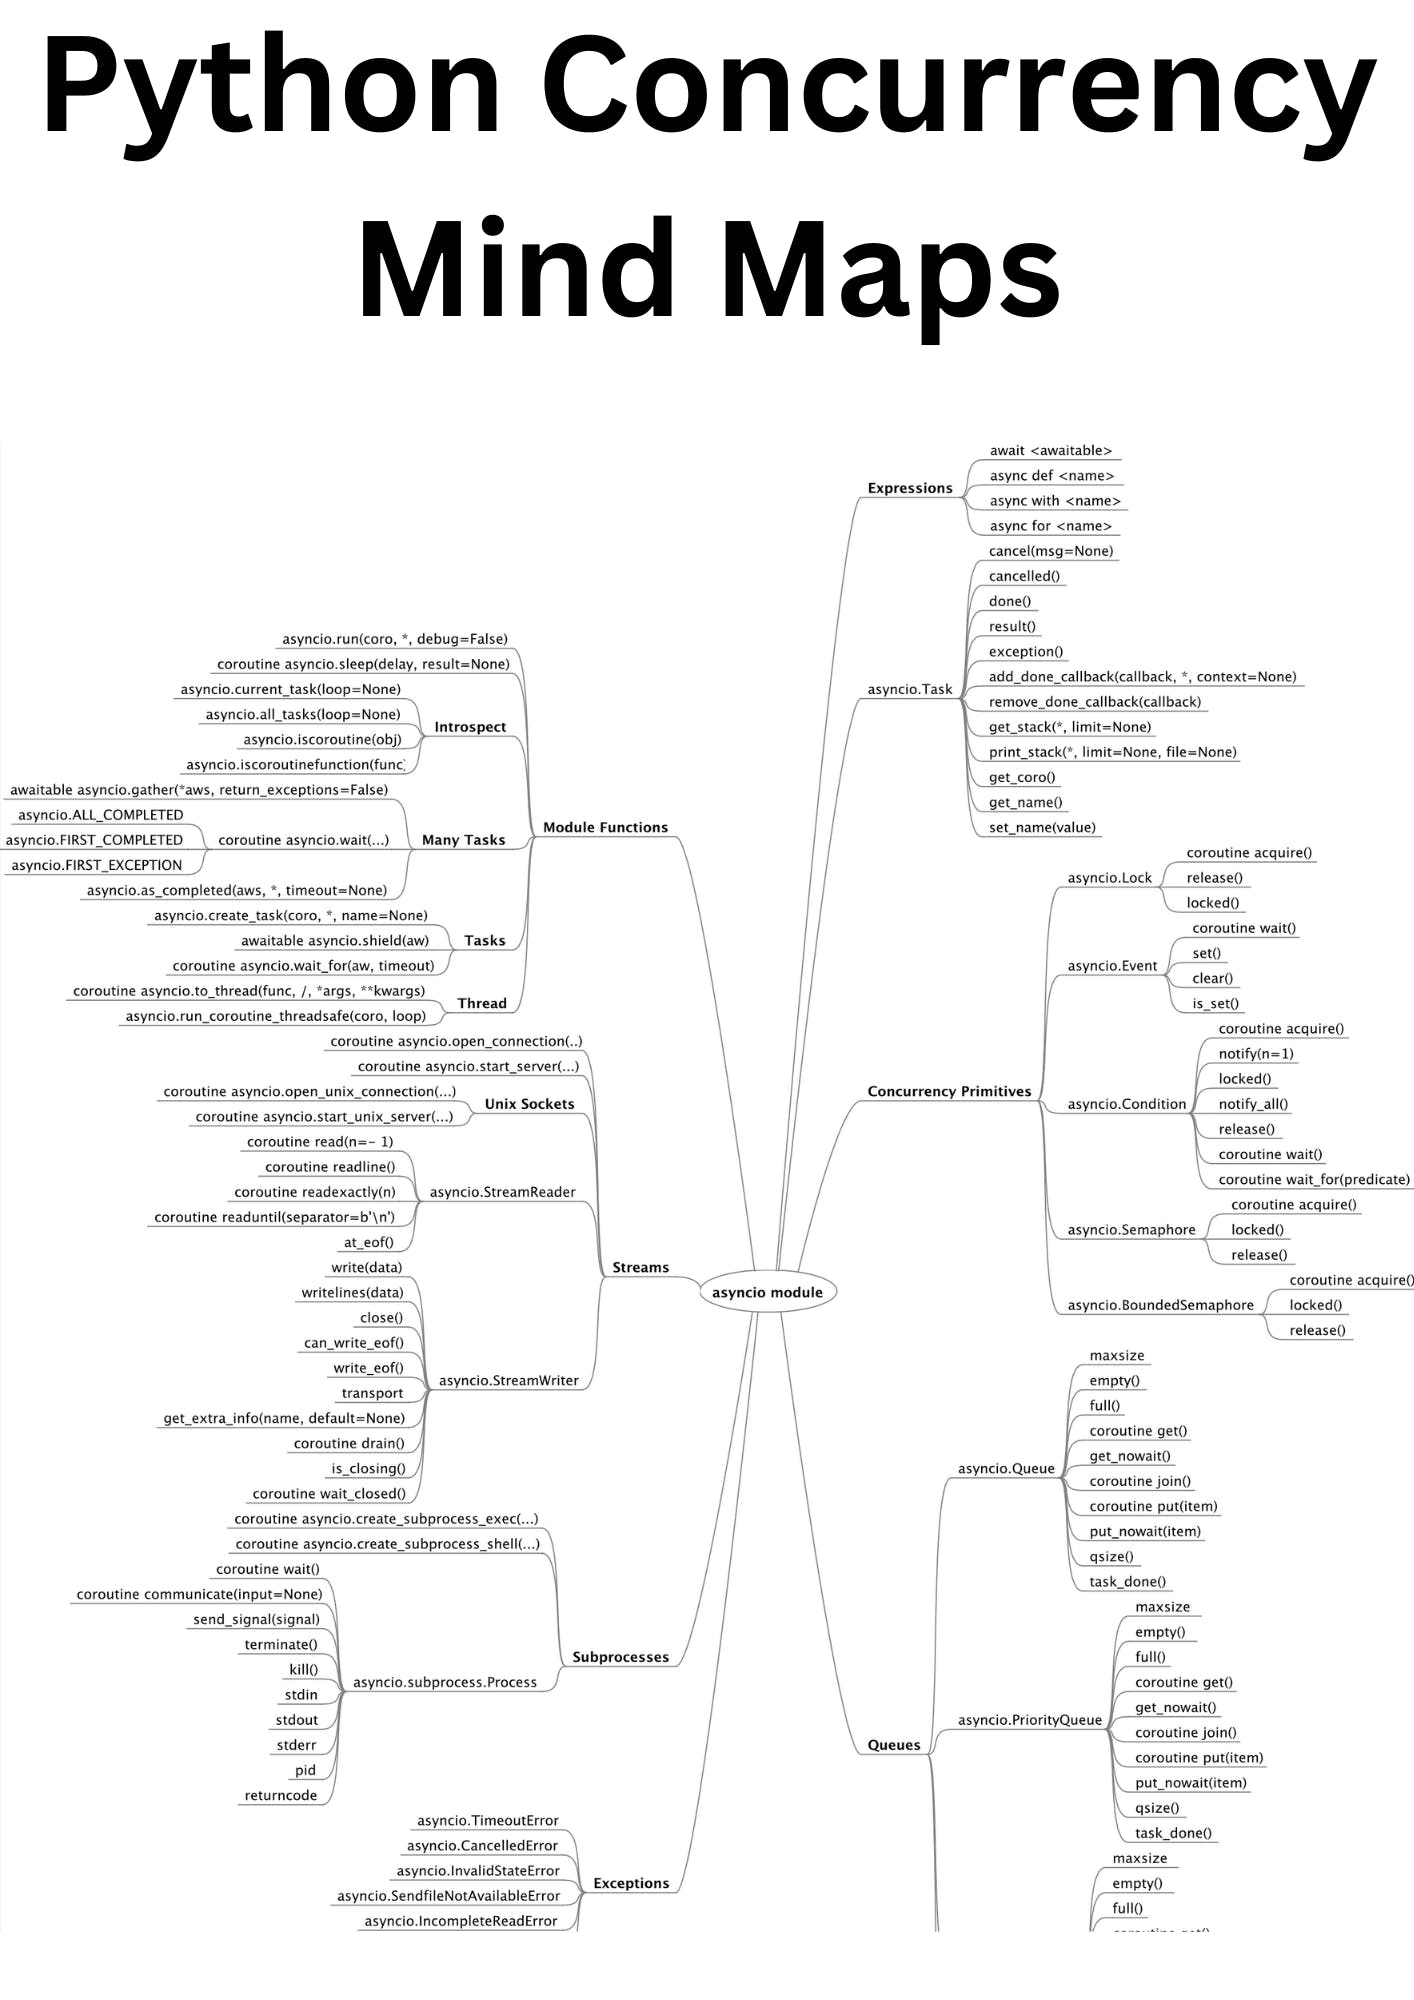 Python Concurrency
Mind Maps
await <awaitable>
async def <name>
Expressions
async with <name>
async for <name>
cancel(msg=None)
cancelled()
done()
result()
exception()
add_done_callback(callback, *, context=None)
asyncio.Task
remove_done_callback(callback)
get_stack(*, limit=None)
print_stack(*, limit=None, file=None)
get_coro()
get_name()
set_name(value)
coroutine acquire()
asyncio.Lock
release()
locked()
coroutine wait()
asyncio.Event
set()
clear()
is_set()
coroutine acquire()
notify(n=1)
locked()
Concurrency Primitives
asyncio.Condition
notify_all()
release()
coroutine wait()
coroutine wait_for(predicate)
coroutine acquire()
asyncio.Semaphore
locked()
release()
coroutine acquire()
asyncio.BoundedSemaphore
locked()
release()
maxsize
empty()
full()
coroutine get()
get_nowait()
asyncio.Queue
coroutine join()
coroutine put(item)
put_nowait(item)
qsize()
task_done()
maxsize
empty()
full()
coroutine get()
get_nowait()
asyncio.PriorityQueue
coroutine join()
Queues
coroutine put(item)
put_nowait(item)
qsize()
task_done()
maxsize
empty()
full()
asyncio module
asyncio.run(coro, *, debug=False)
coroutine asyncio.sleep(delay, result=None)
asyncio.current_task(loop=None)
asyncio.all_tasks(loop=None)
Introspect
asyncio.iscoroutine(obj)
asyncio.iscoroutinefunction(func
awaitable asyncio.gather(*aws, return_exceptions=False)
asyncio.ALL_COMPLETED
Module Functions
asyncio.FIRST_COMPLETED
coroutine asyncio.wait(...)
Many Tasks
asyncio.FIRST_EXCEPTION
asyncio.as_completed(aws, *, timeout=None)
asyncio.create_task(coro, *, name=None)
awaitable asyncio.shield(aw)
Tasks
coroutine asyncio.wait_for(aw, timeout)
coroutine asyncio.to_thread(func, /, *args, **kwargs)
Thread
asyncio.run_coroutine_threadsafe(coro, loop)
coroutine asyncio.open_connection(..)
coroutine asyncio.start_server(...)
coroutine asyncio.open_unix_connection(...)
Unix Sockets
coroutine asyncio.start_unix_server(...)
coroutine read(n=- 1)
coroutine readline()
coroutine readexactly(n)
asyncio.StreamReader
coroutine readuntil(separator=b'\n')
at_eof()
Streams
write(data)
writelines(data)
close()
can_write_eof()
write_eof()
asyncio.StreamWriter
transport
get_extra_info(name, default=None)
coroutine drain()
is_closing()
coroutine wait_closed()
coroutine asyncio.create_subprocess_exec(...)
coroutine asyncio.create_subprocess_shell(...)
coroutine wait()
coroutine communicate(input=None)
send_signal(signal)
terminate()
Subprocesses
kill()
asyncio.subprocess.Process
stdin
stdout
stderr
pid
returncode
asyncio.TimeoutError
asyncio.CancelledError
asyncio.InvalidStateError
Exceptions
asyncio.SendfileNotAvailableError
asyncio.IncompleteReadError